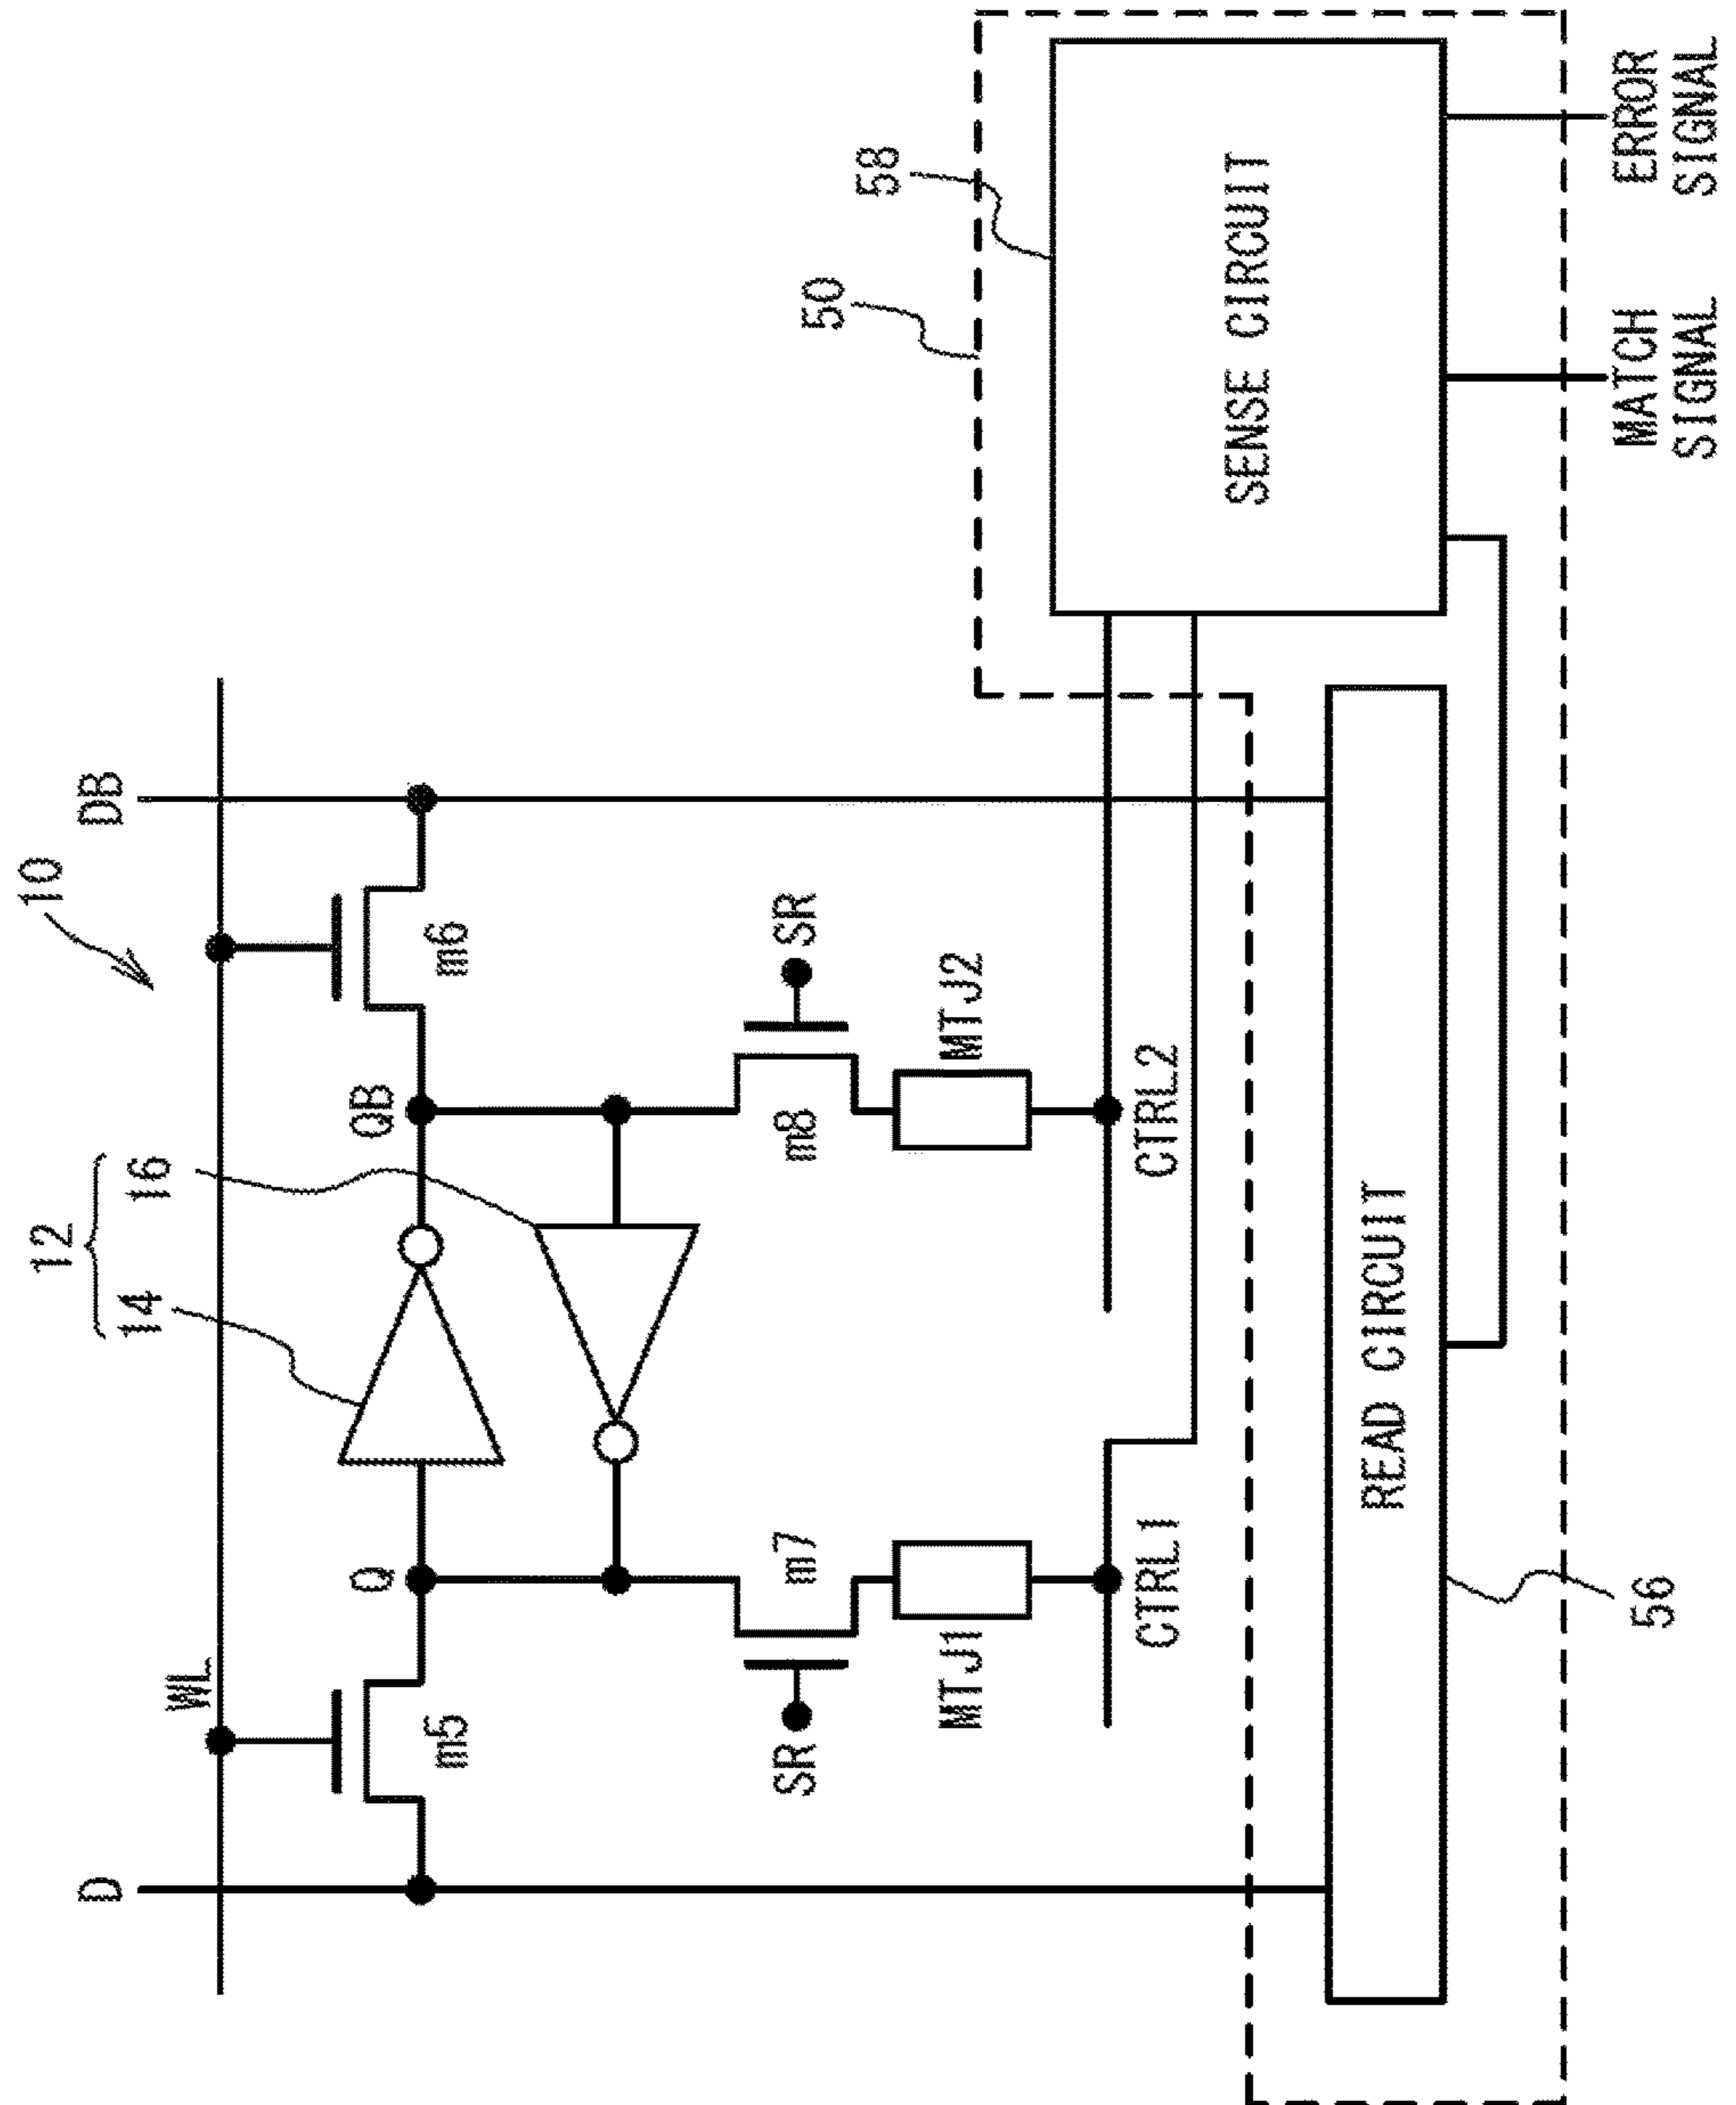 10
12
14
16
WL
D
DB
m5
m6
Q
QB
SR
m7
m8
SR
MTJ1
MTJ2
CTRL1
CTRL2
50
58
SENSE CIRCUIT
READ CIRCUIT
56
MATCH
SIGNAL
ERROR
SIGNAL